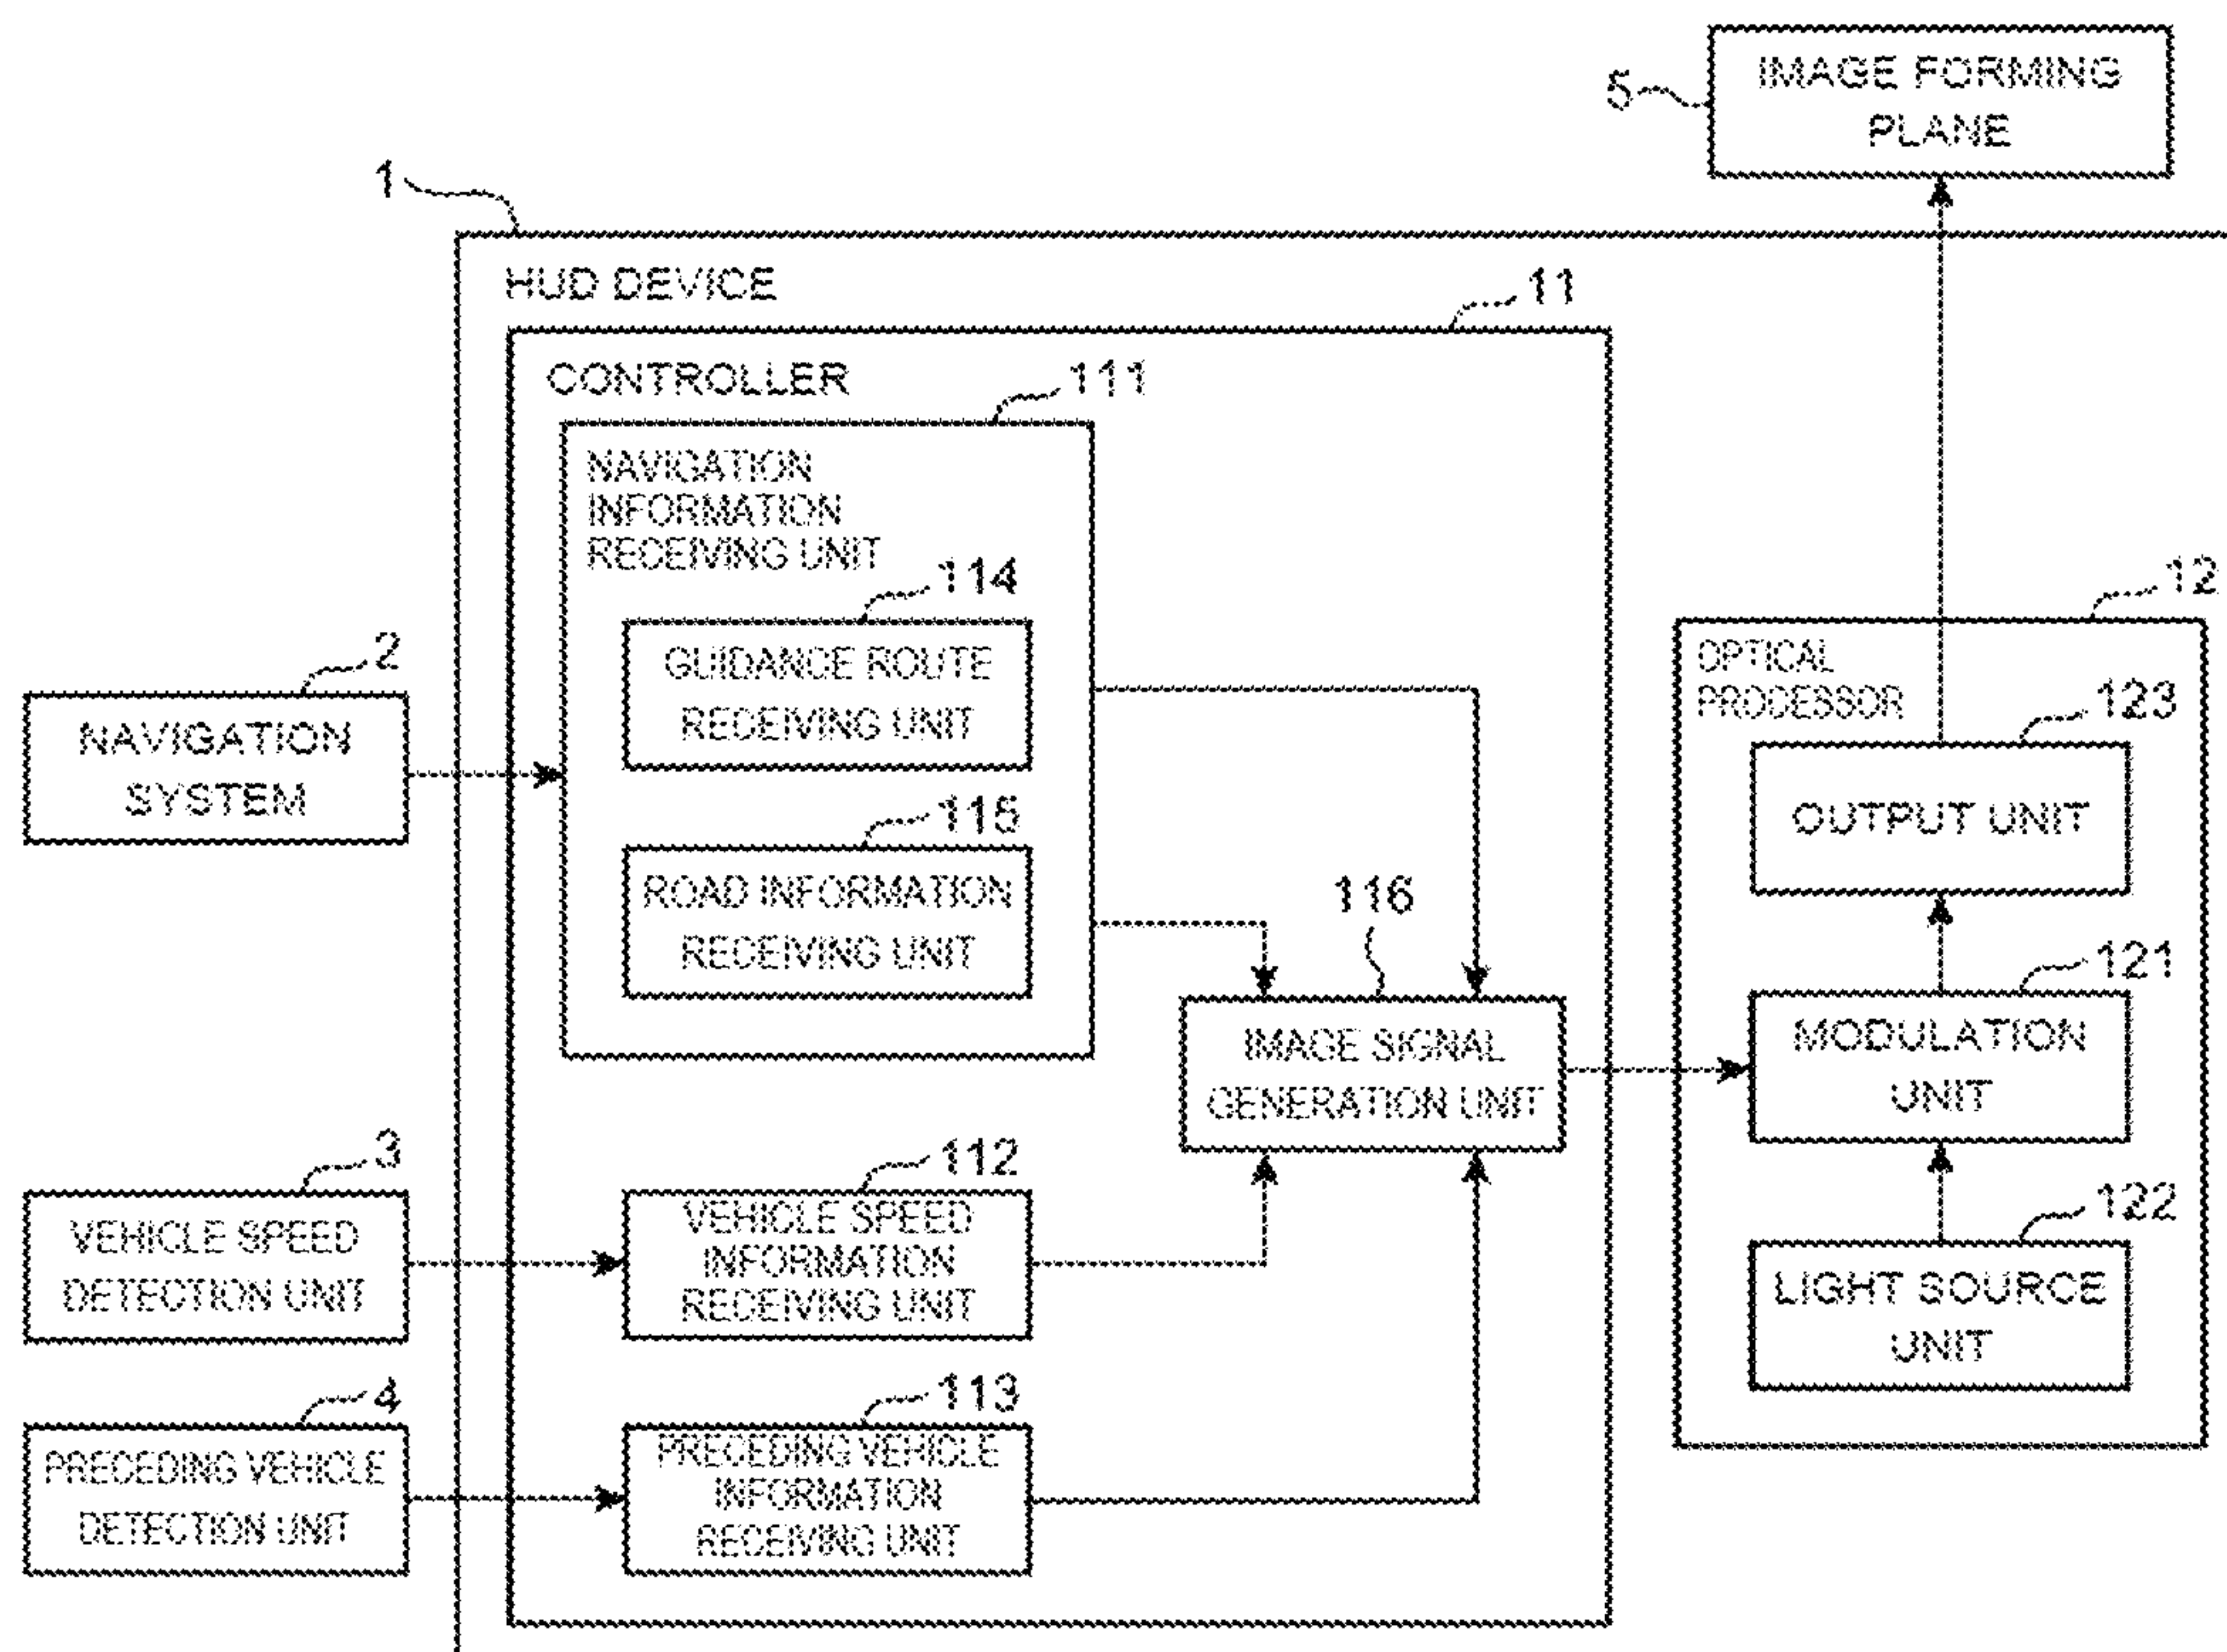 IMAGE FORMING
PLANE
5
1
HUD DEVICE
11
CONTROLLER
111
NAVIGATION
INFORMATION
RECEIVING UNIT
114
GUIDANCE ROUTE
RECEIVING UNIT
115
ROAD INFORMATION
RECEIVING UNIT
2
NAVIGATION
SYSTEM
116
IMAGE SIGNAL
GENERATION UNIT
3
VEHICLE SPEED
DETECTION UNIT
112
VEHICLE SPEED
INFORMATION
RECEIVING UNIT
4
PRECEDING VEHICLE
DETECTION UNIT
113
PRECEDING VEHICLE
INFORMATION
RECEIVING UNIT
12
OPTICAL
PROCESSOR
123
OUTPUT UNIT
121
MODULATION
UNIT
122
LIGHT SOURCE
UNIT